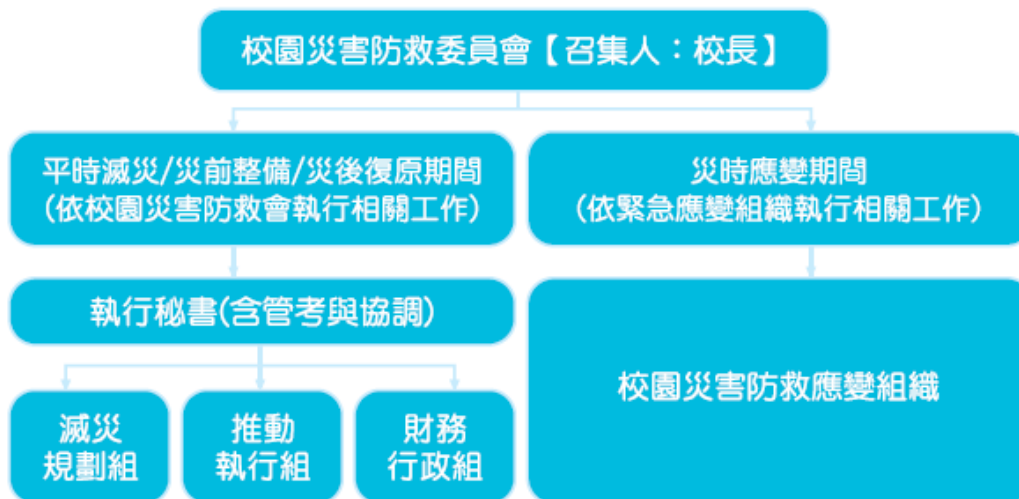 校園災害防救委員會【召集人：校長】
平時減災/災前整備/災後復原期間
(依校園災害防救會執行相關工作)
災時應變期間
(依緊急應變組織執行相關工作)
執行秘書(含管考與協調)
校園災害防救應變組織
減災
規劃組
推動
執行組
財務
行政組